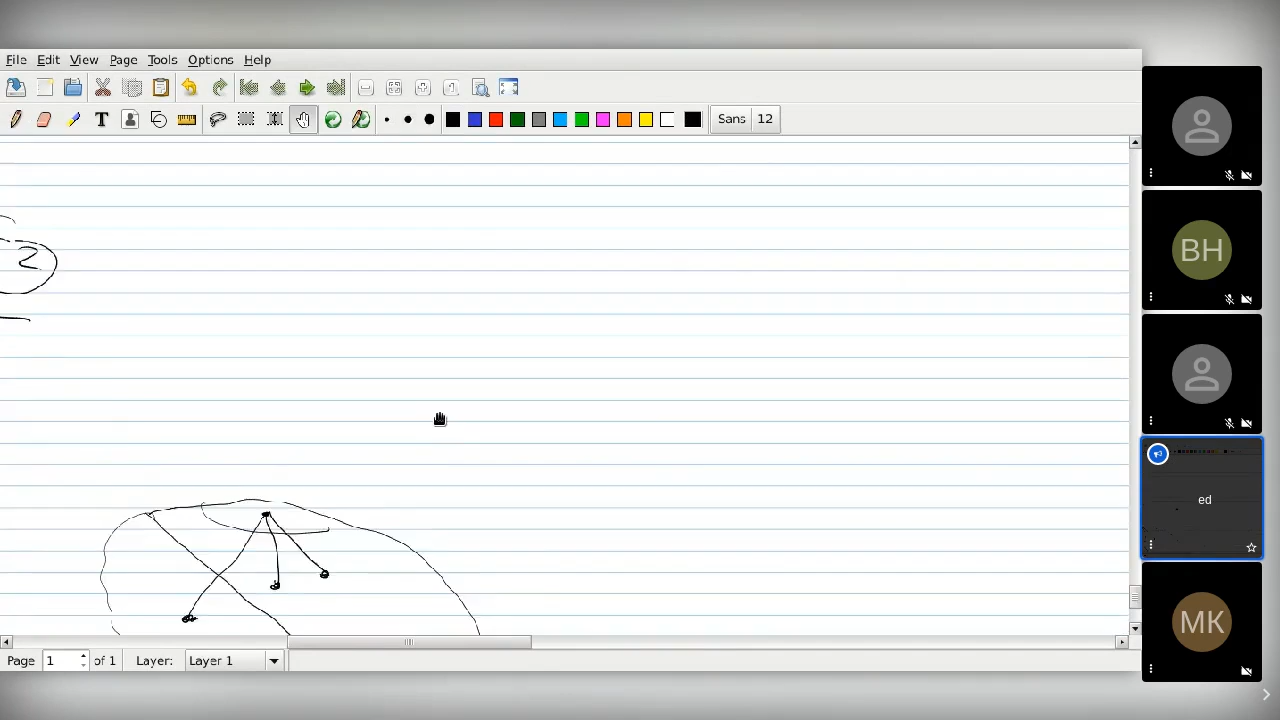 File Edit View Page Tools Options Help
T Sans 12
2
BH
ed
MK
Page 1 of 1 Layer: Layer 1